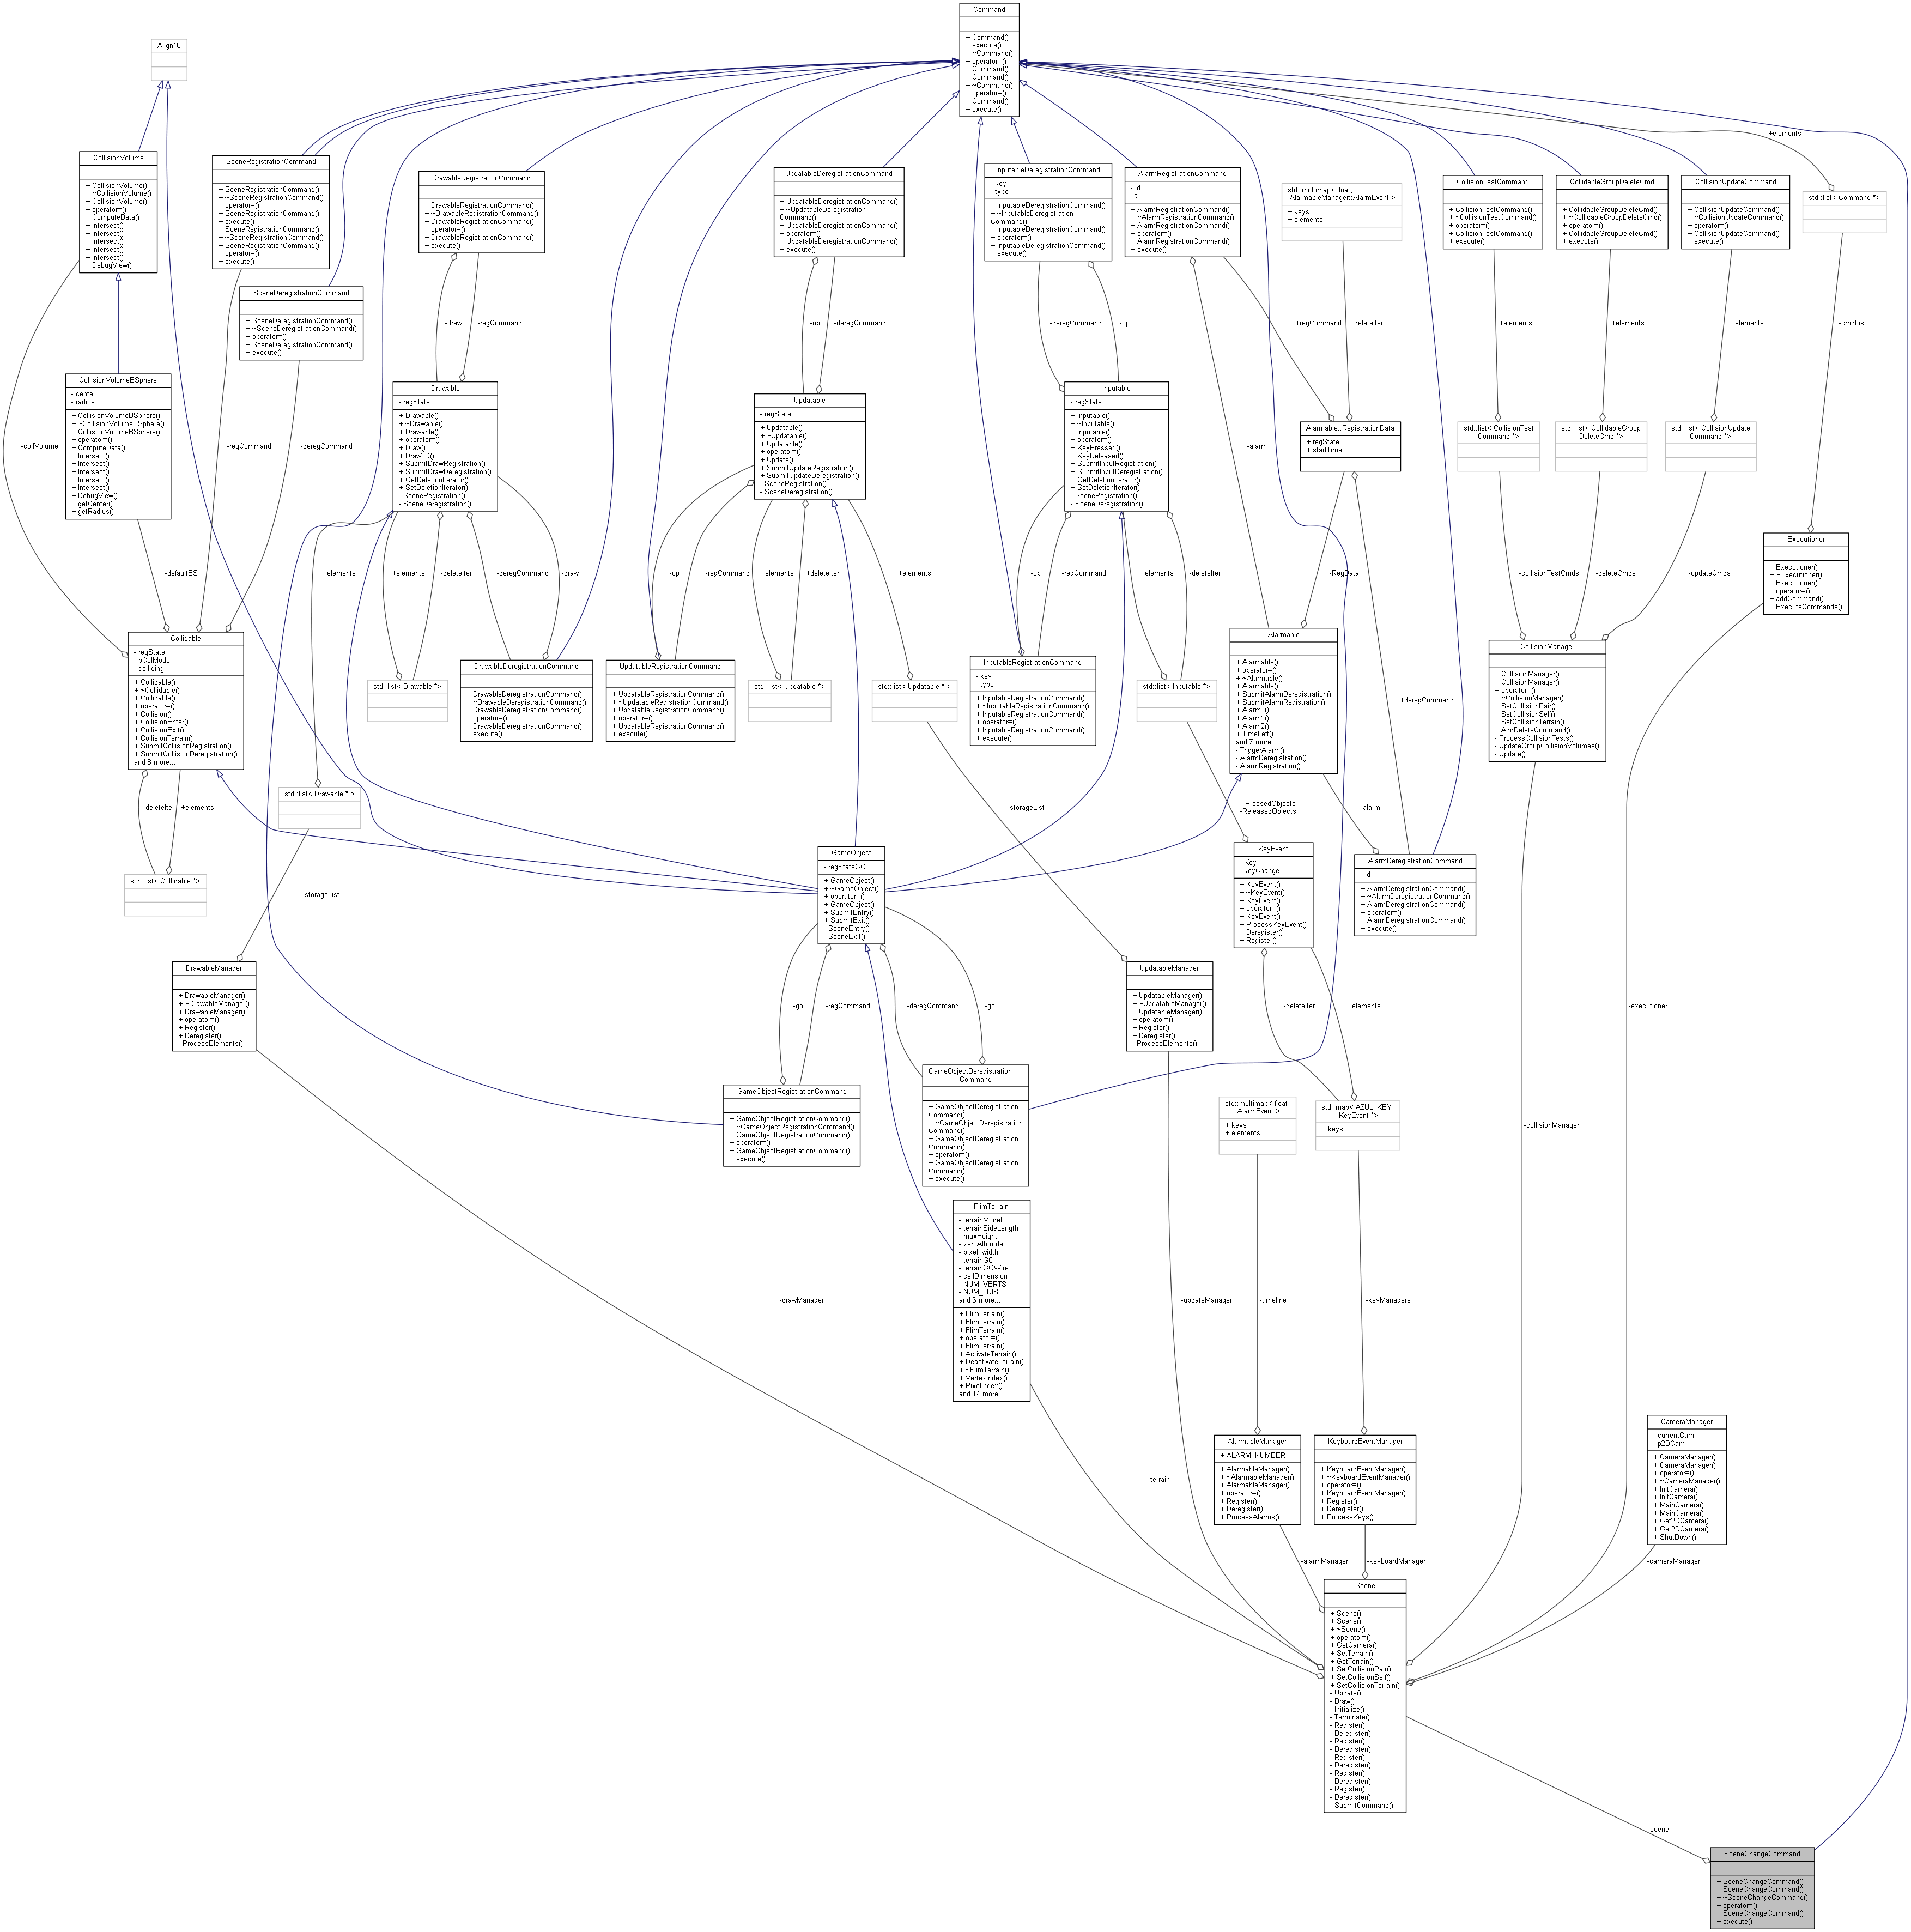 Command
+ Command()
+ execute()
+ ~Command()
+ operator=()
+ Command()
+ Command()
+ ~Command()
+ operator=()
+ Command()
+ execute()
Align16
+elements
CollisionVolume
+ CollisionVolume()
+ ~CollisionVolume()
+ CollisionVolume()
+ operator=()
+ ComputeData()
+ Intersect()
+ Intersect()
+ Intersect()
+ Intersect()
+ Intersect()
+ DebugView()
SceneRegistrationCommand
+ SceneRegistrationCommand()
+ ~SceneRegistrationCommand()
+ operator=()
+ SceneRegistrationCommand()
+ execute()
+ SceneRegistrationCommand()
+ ~SceneRegistrationCommand()
+ SceneRegistrationCommand()
+ operator=()
+ execute()
DrawableRegistrationCommand
+ DrawableRegistrationCommand()
+ ~DrawableRegistrationCommand()
+ DrawableRegistrationCommand()
+ operator=()
+ DrawableRegistrationCommand()
+ execute()
UpdatableDeregistrationCommand
+ UpdatableDeregistrationCommand()
+ ~UpdatableDeregistration
Command()
+ UpdatableDeregistrationCommand()
+ operator=()
+ UpdatableDeregistrationCommand()
+ execute()
InputableDeregistrationCommand
- key
- type
+ InputableDeregistrationCommand()
+ ~InputableDeregistration
Command()
+ InputableDeregistrationCommand()
+ operator=()
+ InputableDeregistrationCommand()
+ execute()
AlarmRegistrationCommand
- id
- t
+ AlarmRegistrationCommand()
+ ~AlarmRegistrationCommand()
+ AlarmRegistrationCommand()
+ operator=()
+ AlarmRegistrationCommand()
+ execute()
std::multimap< float,
AlarmableManager::AlarmEvent >
+ keys
+ elements
CollisionTestCommand
+ CollisionTestCommand()
+ ~CollisionTestCommand()
+ operator=()
+ CollisionTestCommand()
+ execute()
CollidableGroupDeleteCmd
+ CollidableGroupDeleteCmd()
+ ~CollidableGroupDeleteCmd()
+ operator=()
+ CollidableGroupDeleteCmd()
+ execute()
CollisionUpdateCommand
+ CollisionUpdateCommand()
+ ~CollisionUpdateCommand()
+ operator=()
+ CollisionUpdateCommand()
+ execute()
std::list< Command *>
SceneDeregistrationCommand
+ SceneDeregistrationCommand()
+ ~SceneDeregistrationCommand()
+ operator=()
+ SceneDeregistrationCommand()
+ execute()
-draw
-regCommand
-up
-deregCommand
-deregCommand
-up
+regCommand
+deleteIter
+elements
+elements
+elements
-cmdList
CollisionVolumeBSphere
- center
- radius
+ CollisionVolumeBSphere()
+ ~CollisionVolumeBSphere()
+ CollisionVolumeBSphere()
+ operator=()
+ ComputeData()
+ Intersect()
+ Intersect()
+ Intersect()
+ Intersect()
+ Intersect()
+ DebugView()
+ getCenter()
+ getRadius()
-collVolume
-regCommand
-deregCommand
Drawable
- regState
+ Drawable()
+ ~Drawable()
+ Drawable()
+ operator=()
+ Draw()
+ Draw2D()
+ SubmitDrawRegistration()
+ SubmitDrawDeregistration()
+ GetDeletionIterator()
+ SetDeletionIterator()
- SceneRegistration()
- SceneDeregistration()
Updatable
- regState
+ Updatable()
+ ~Updatable()
+ Updatable()
+ operator=()
+ Update()
+ SubmitUpdateRegistration()
+ SubmitUpdateDeregistration()
- SceneRegistration()
- SceneDeregistration()
Inputable
- regState
+ Inputable()
+ ~Inputable()
+ Inputable()
+ operator=()
+ KeyPressed()
+ KeyReleased()
+ SubmitInputRegistration()
+ SubmitInputDeregistration()
+ GetDeletionIterator()
+ SetDeletionIterator()
- SceneRegistration()
- SceneDeregistration()
-alarm
Alarmable::RegistrationData
+ regState
+ startTime
std::list< CollisionTest
Command *>
std::list< CollidableGroup
DeleteCmd *>
std::list< CollisionUpdate
Command *>
Executioner
+ Executioner()
+ ~Executioner()
+ Executioner()
+ operator=()
+ addCommand()
+ ExecuteCommands()
-defaultBS
+elements
+elements
-deleteIter
-deregCommand
-draw
-up
-regCommand
+elements
+deleteIter
+elements
-up
-regCommand
+elements
-deleteIter
-RegData
-collisionTestCmds
-deleteCmds
-updateCmds
Collidable
- regState
- pColModel
- colliding
+ Collidable()
+ ~Collidable()
+ Collidable()
+ operator=()
+ Collision()
+ CollisionEnter()
+ CollisionExit()
+ CollisionTerrain()
+ SubmitCollisionRegistration()
+ SubmitCollisionDeregistration()
and 8 more...
std::list< Drawable *>
DrawableDeregistrationCommand
+ DrawableDeregistrationCommand()
+ ~DrawableDeregistrationCommand()
+ DrawableDeregistrationCommand()
+ operator=()
+ DrawableDeregistrationCommand()
+ execute()
UpdatableRegistrationCommand
+ UpdatableRegistrationCommand()
+ ~UpdatableRegistrationCommand()
+ UpdatableRegistrationCommand()
+ operator=()
+ UpdatableRegistrationCommand()
+ execute()
std::list< Updatable *>
std::list< Updatable * >
InputableRegistrationCommand
- key
- type
+ InputableRegistrationCommand()
+ ~InputableRegistrationCommand()
+ InputableRegistrationCommand()
+ operator=()
+ InputableRegistrationCommand()
+ execute()
std::list< Inputable *>
Alarmable
+ Alarmable()
+ operator=()
+ ~Alarmable()
+ Alarmable()
+ SubmitAlarmDeregistration()
+ SubmitAlarmRegistration()
+ Alarm0()
+ Alarm1()
+ Alarm2()
+ TimeLeft()
and 7 more...
- TriggerAlarm()
- AlarmDeregistration()
- AlarmRegistration()
+deregCommand
CollisionManager
+ CollisionManager()
+ CollisionManager()
+ operator=()
+ ~CollisionManager()
+ SetCollisionPair()
+ SetCollisionSelf()
+ SetCollisionTerrain()
+ AddDeleteCommand()
- ProcessCollisionTests()
- UpdateGroupCollisionVolumes()
- Update()
-deleteIter
+elements
std::list< Drawable * >
-storageList
-PressedObjects
-ReleasedObjects
-alarm
std::list< Collidable *>
-storageList
GameObject
- regStateGO
+ GameObject()
+ ~GameObject()
+ operator=()
+ GameObject()
+ SubmitEntry()
+ SubmitExit()
- SceneEntry()
- SceneExit()
KeyEvent
- Key
- keyChange
+ KeyEvent()
+ ~KeyEvent()
+ KeyEvent()
+ operator=()
+ KeyEvent()
+ ProcessKeyEvent()
+ Deregister()
+ Register()
AlarmDeregistrationCommand
- id
+ AlarmDeregistrationCommand()
+ ~AlarmDeregistrationCommand()
+ AlarmDeregistrationCommand()
+ operator=()
+ AlarmDeregistrationCommand()
+ execute()
DrawableManager
+ DrawableManager()
+ ~DrawableManager()
+ DrawableManager()
+ operator=()
+ Register()
+ Deregister()
- ProcessElements()
-go
-regCommand
-deregCommand
-go
UpdatableManager
+ UpdatableManager()
+ ~UpdatableManager()
+ UpdatableManager()
+ operator=()
+ Register()
+ Deregister()
- ProcessElements()
-deleteIter
+elements
-executioner
GameObjectRegistrationCommand
+ GameObjectRegistrationCommand()
+ ~GameObjectRegistrationCommand()
+ GameObjectRegistrationCommand()
+ operator=()
+ GameObjectRegistrationCommand()
+ execute()
GameObjectDeregistration
Command
+ GameObjectDeregistration
Command()
+ ~GameObjectDeregistration
Command()
+ GameObjectDeregistration
Command()
+ operator=()
+ GameObjectDeregistration
Command()
+ execute()
std::multimap< float,
AlarmEvent >
+ keys
+ elements
std::map< AZUL_KEY,
KeyEvent *>
+ keys
-collisionManager
FlimTerrain
- terrainModel
- terrainSideLength
- maxHeight
- zeroAltitutde
- pixel_width
- terrainGO
- terrainGOWire
- cellDimension
- NUM_VERTS
- NUM_TRIS
and 6 more...
+ FlimTerrain()
+ FlimTerrain()
+ FlimTerrain()
+ operator=()
+ FlimTerrain()
+ ActivateTerrain()
+ DeactivateTerrain()
+ ~FlimTerrain()
+ VertexIndex()
+ PixelIndex()
and 14 more...
-drawManager
-updateManager
-timeline
-keyManagers
-terrain
AlarmableManager
+ ALARM_NUMBER
+ AlarmableManager()
+ ~AlarmableManager()
+ AlarmableManager()
+ operator=()
+ Register()
+ Deregister()
+ ProcessAlarms()
KeyboardEventManager
+ KeyboardEventManager()
+ ~KeyboardEventManager()
+ operator=()
+ KeyboardEventManager()
+ Register()
+ Deregister()
+ ProcessKeys()
CameraManager
- currentCam
- p2DCam
+ CameraManager()
+ CameraManager()
+ operator=()
+ ~CameraManager()
+ InitCamera()
+ InitCamera()
+ MainCamera()
+ MainCamera()
+ Get2DCamera()
+ Get2DCamera()
+ ShutDown()
-alarmManager
-keyboardManager
-cameraManager
Scene
+ Scene()
+ Scene()
+ ~Scene()
+ operator=()
+ GetCamera()
+ SetTerrain()
+ GetTerrain()
+ SetCollisionPair()
+ SetCollisionSelf()
+ SetCollisionTerrain()
- Update()
- Draw()
- Initialize()
- Terminate()
- Register()
- Deregister()
- Register()
- Deregister()
- Register()
- Deregister()
- Register()
- Deregister()
- Register()
- Deregister()
- SubmitCommand()
-scene
SceneChangeCommand
+ SceneChangeCommand()
+ SceneChangeCommand()
+ ~SceneChangeCommand()
+ operator=()
+ SceneChangeCommand()
+ execute()